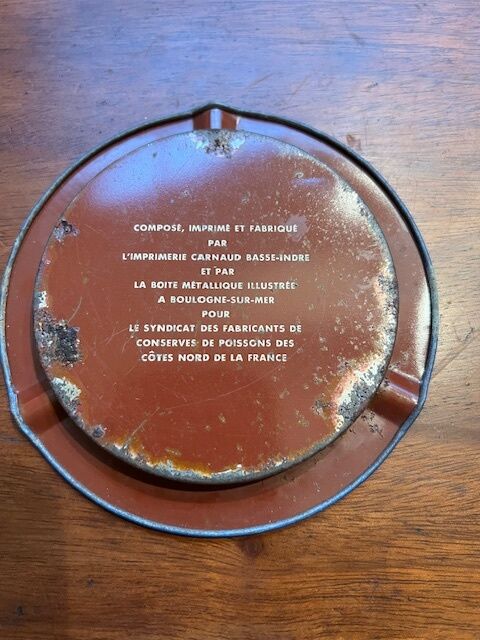 COMPOSÉ, IMPRIMÉ ET FABRIQUÉ
PAR
L'IMPRIMERIE CARNAUD BASSE-INDRE
ET PAR
LA BOITE MÉTALLIQUE ILLUSTRÉE
A BOULOGNE-SUR-MER
POUR
LE SYNDICAT DES FABRICANTS DE
CONSERVES DE POISSONS DES
CÔTES NORD DE LA FRANCE